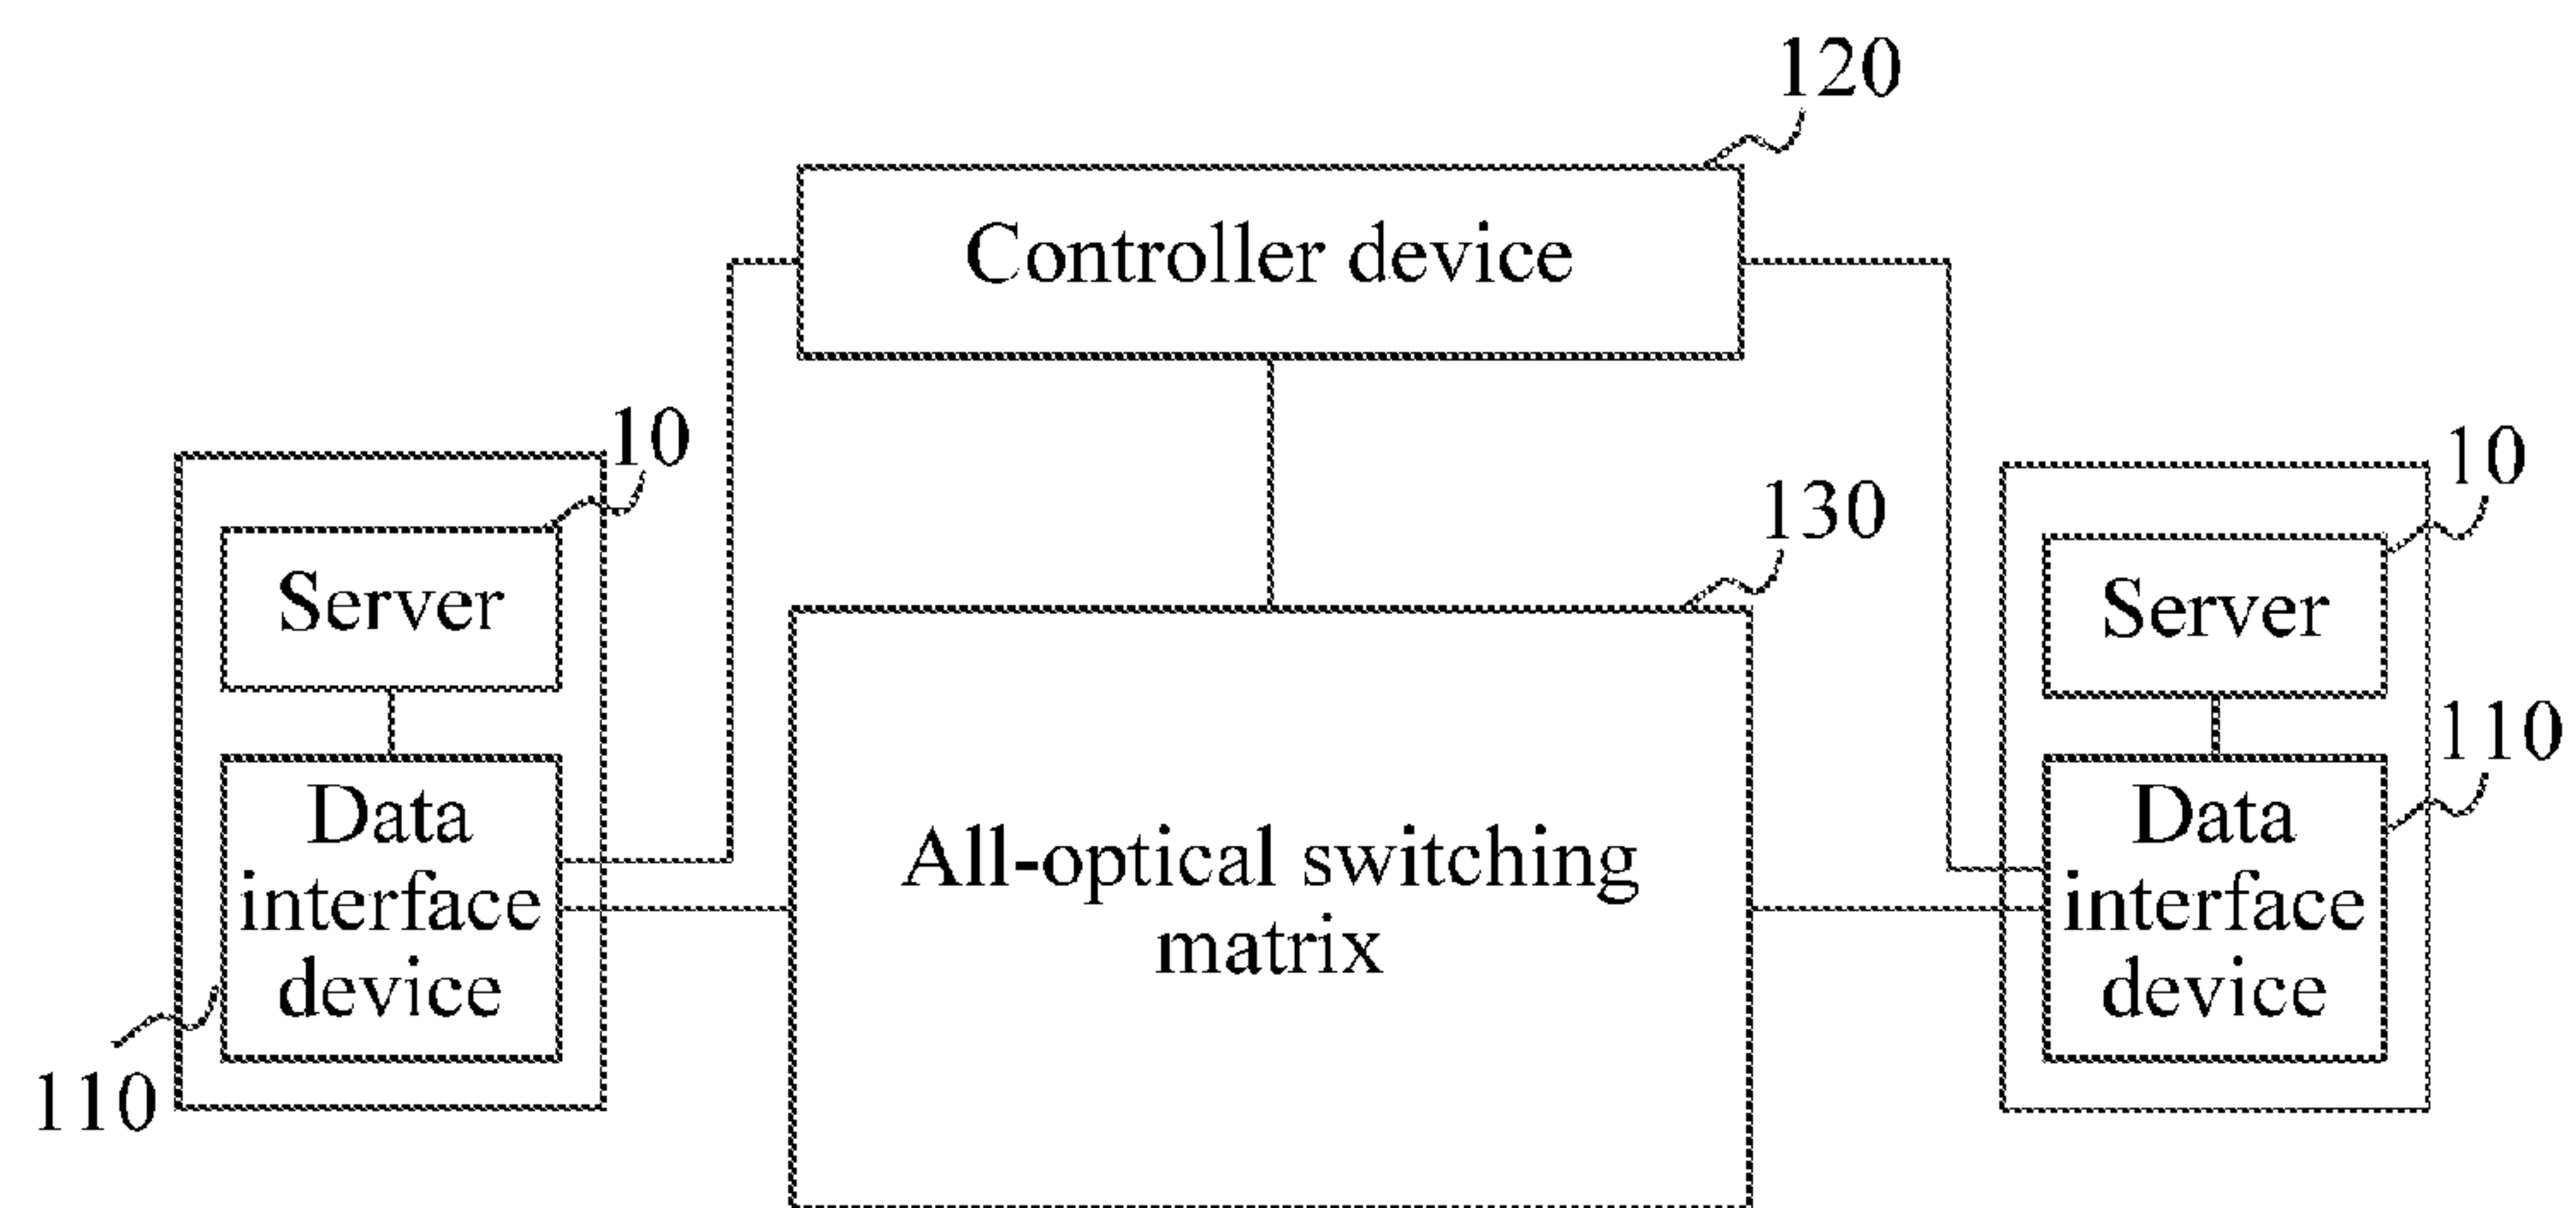 120
Controller device
10
Server
Data
interface
device
110
130
All-optical switching
matrix
10
Server
110
Data
interface
device